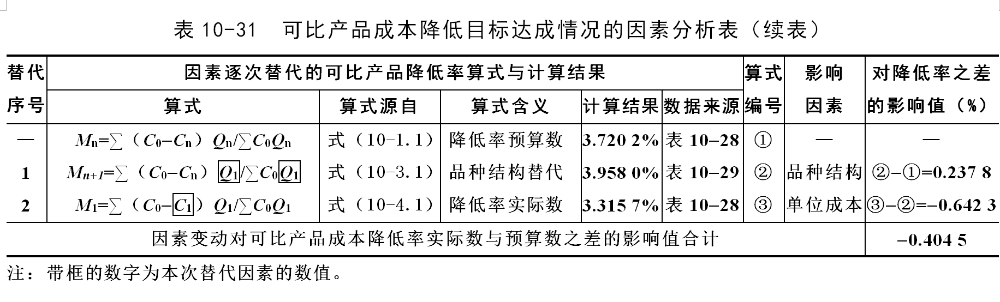 表 10-31 可比产品成本降低目标达成情况的因素分析表（续表）
替代序号 因素逐次替代的可比产品降低率算式与计算结果 算式编号 影响因素 对降低率之差的影响值（%）
算式 算式源自 算式含义 计算结果 数据来源
— Mn=∑（C0–Cn）Qn/∑C0Qn 式（10-1.1） 降低率预算数 3.720 2% 表 10–28 ① — —
1 Mn+1=∑（C0–Cn）Q1/∑C0Q1 式（10-3.1） 品种结构替代 3.958 0% 表 10–29 ② 品种结构 ②–①=0.237 8
2 M1=∑（C0–C1）Q1/∑C0Q1 式（10-4.1） 降低率实际数 3.315 7% 表 10–28 ③ 单位成本 ③–②=–0.642 3
因素变动对可比产品成本降低率实际数与预算数之差的影响值合计 –0.404 5
注：带框的数字为本次替代因素的数值。